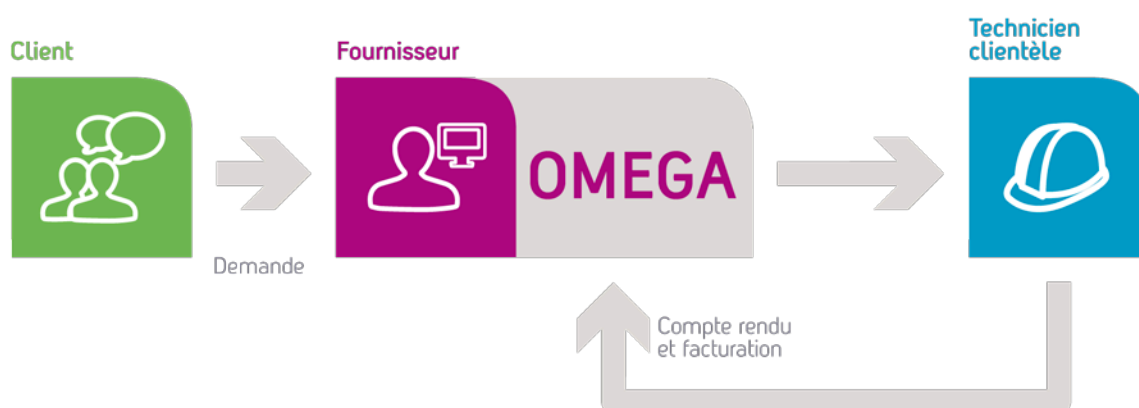 Client
Fournisseur
Technicien
clientèle
OMEGA
Demande
Compte rendu
et facturation